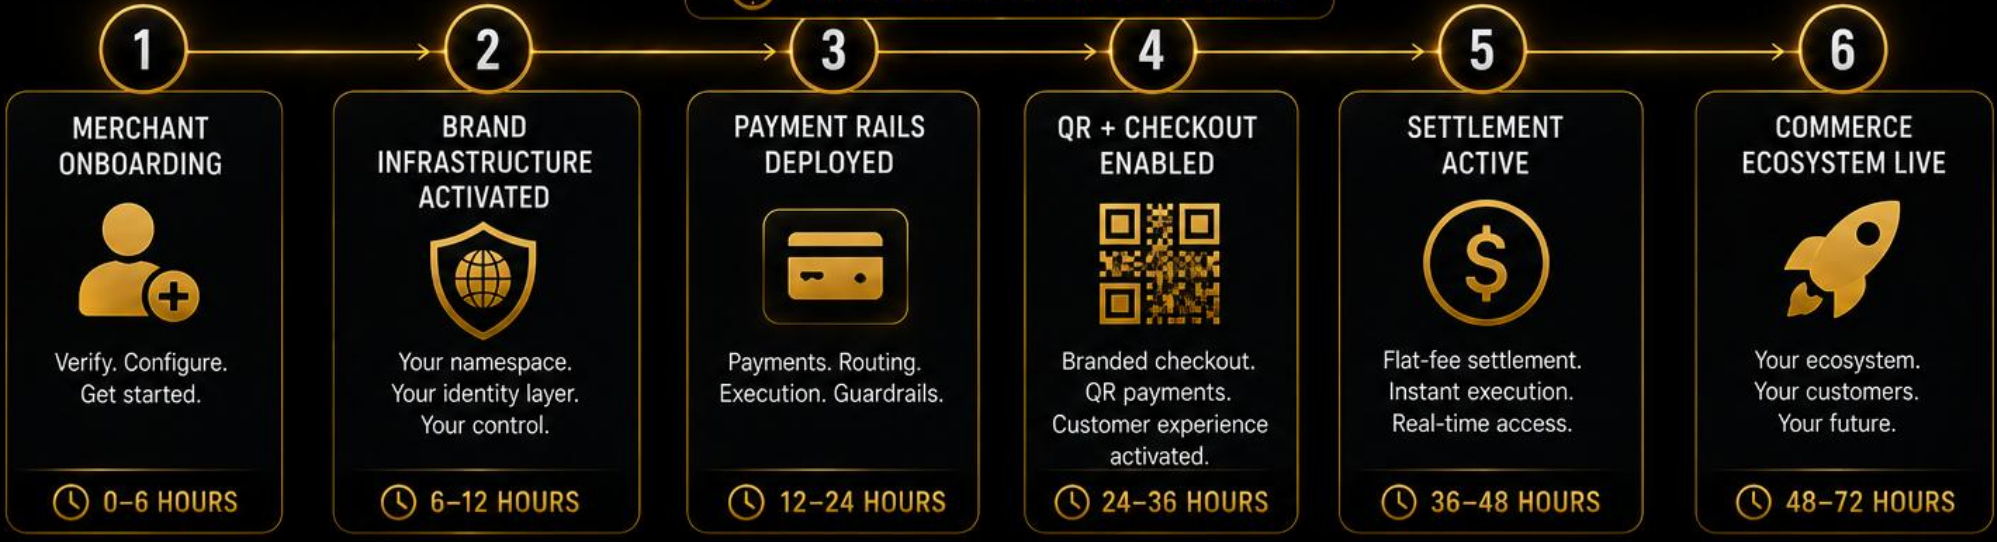 1
2
3
4
5
6
MERCHANT
ONBOARDING
Verify. Configure.
Get started.
0–6 HOURS
BRAND
INFRASTRUCTURE
ACTIVATED
Your namespace.
Your identity layer.
Your control.
6–12 HOURS
PAYMENT RAILS
DEPLOYED
Payments. Routing.
Execution. Guardrails.
12–24 HOURS
QR + CHECKOUT
ENABLED
Branded checkout.
QR payments.
Customer experience
activated.
24–36 HOURS
SETTLEMENT
ACTIVE
$
Flat-fee settlement.
Instant execution.
Real-time access.
36–48 HOURS
COMMERCE
ECOSYSTEM LIVE
Your ecosystem.
Your customers.
Your future.
48–72 HOURS